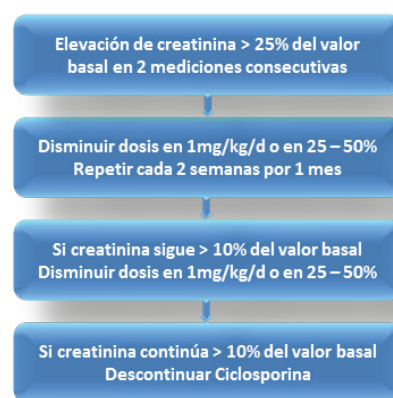 Elevación de creatinina > 25% del valor
basal en 2 mediciones consecutivas
Disminuir dosis en 1mg/kg/d o en 25 – 50%
Repetir cada 2 semanas por 1 mes
Si creatinina sigue > 10% del valor basal
Disminuir dosis en 1mg/kg/d o en 25 – 50%
Si creatinina continúa > 10% del valor basal
Descontinuar Ciclosporina